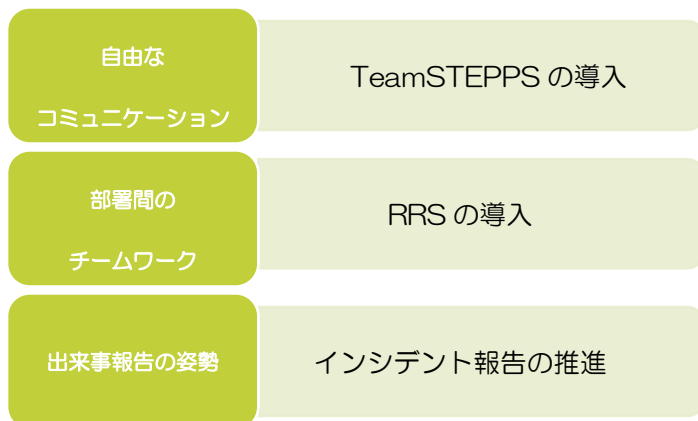 自由な
コミュニケーション
TeamSTEPPS の導入
部署間の
チームワーク
RRS の導入
出来事報告の姿勢
インシデント報告の推進